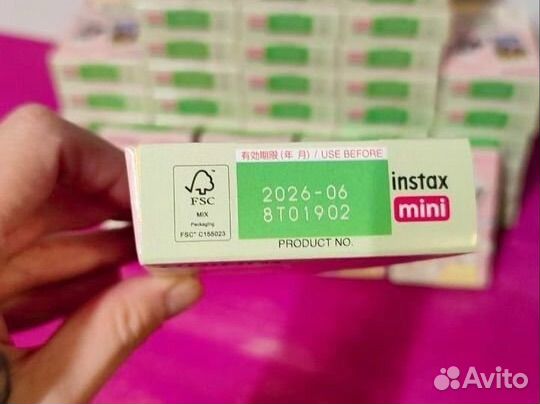 有効期限(年 月) / USE BEFORE
2026-06
8T01902
PRODUCT NO.
instax
mini
FSC
MIX
Packaging
FSC® C155023
Avito